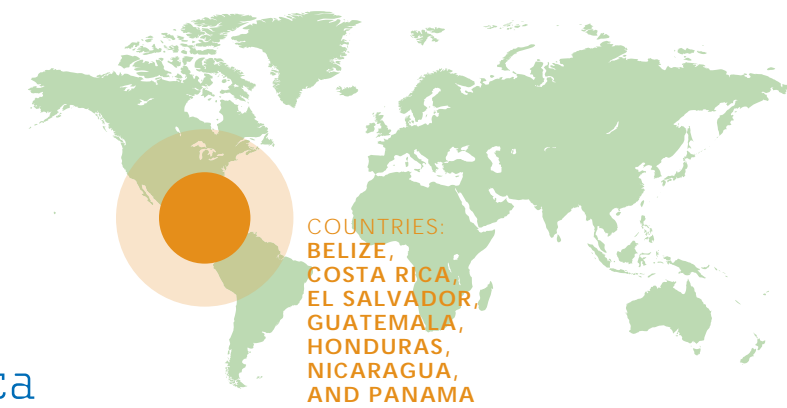 COUNTRIES:
BELIZE,
COSTA RICA,
EL SALVADOR,
GUATEMALA,
HONDURAS,
NICARAGUA,
AND PANAMA